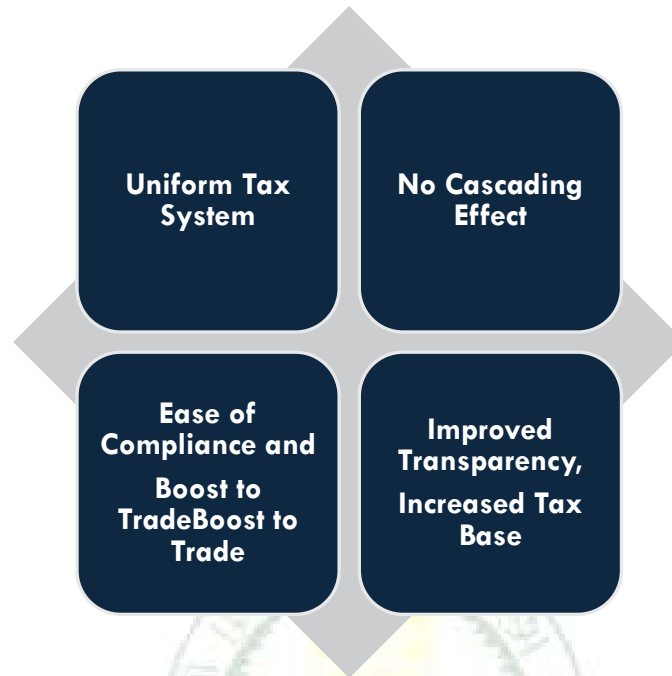 Uniform Tax
System
No Cascading
Effect
Ease of
Compliance and
Boost to
TradeBoost to
Trade
Improved
Transparency,
Increased Tax
Base